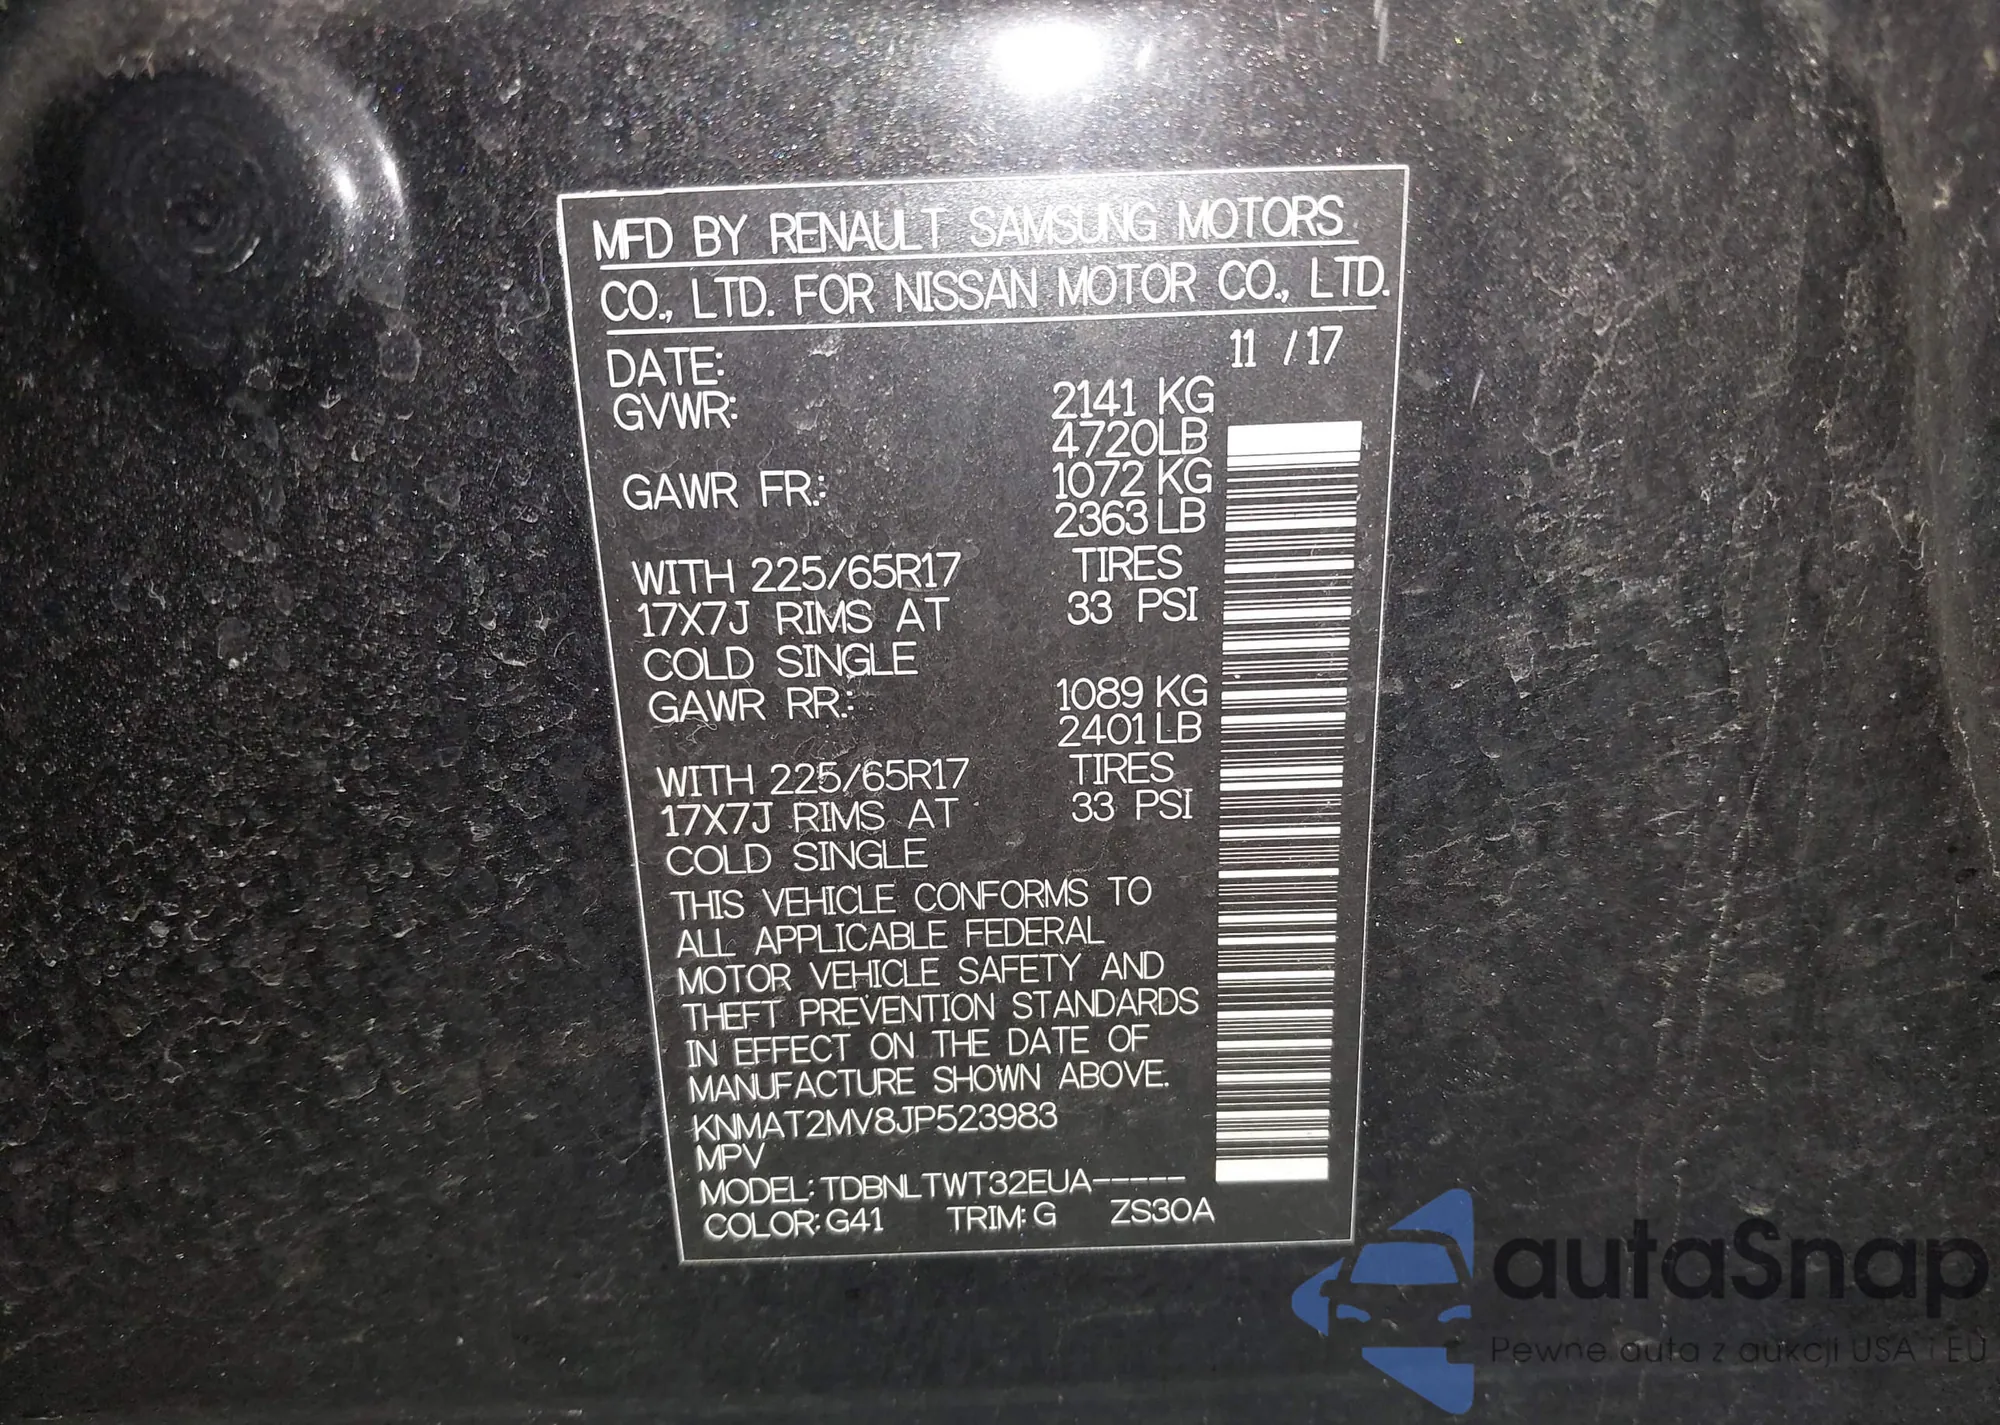 MFD BY RENAULT SAMSUNG MOTORS
CO., LTD. FOR NISSAN MOTOR CO., LTD.
DATE: 11 /17
GVWR: 2141 KG
4720LB
GAWR FR.: 1072 KG
2363 LB
WITH 225/65R17 TIRES
17X7J RIMS AT 33 PSI
COLD SINGLE
GAWR RR.: 1089 KG
2401 LB
WITH 225/65R17 TIRES
17X7J RIMS AT 33 PSI
COLD SINGLE
THIS VEHICLE CONFORMS TO
ALL APPLICABLE FEDERAL
MOTOR VEHICLE SAFETY AND
THEFT PREVENTION STANDARDS
IN EFFECT ON THE DATE OF
MANUFACTURE SHOWN ABOVE.
KNMAT2MV8JP523983
MPV
MODEL: TDBNLTWT32EUA-----
COLOR: G41 TRIM: G ZS30A
autaSnap
Pewne auta z aukcji USA i EU